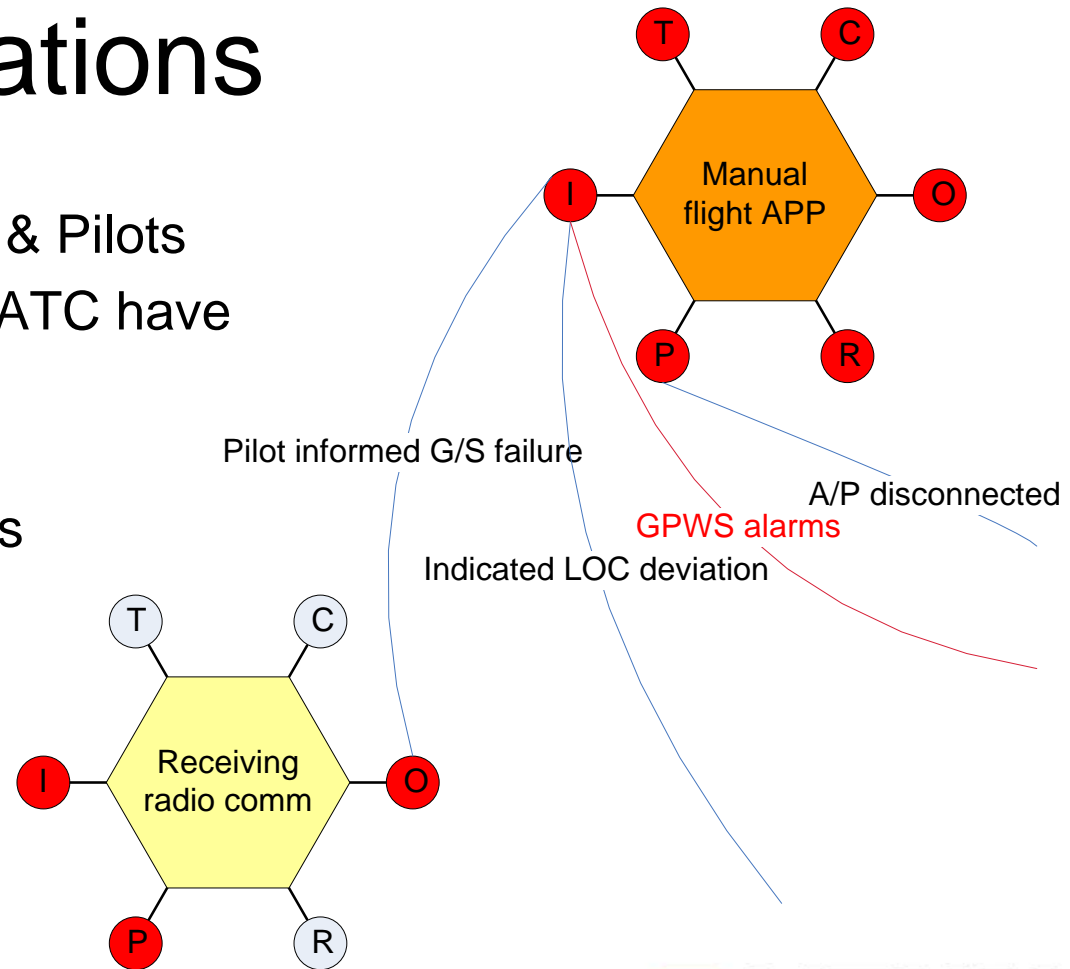 ations
& Pilots
ATC have
s
T
C
I
Manual
flight APP
O
P
R
Pilot informed G/S failure
A/P disconnected
GPWS alarms
Indicated LOC deviation
T
C
I
Receiving
radio comm
O
P
R